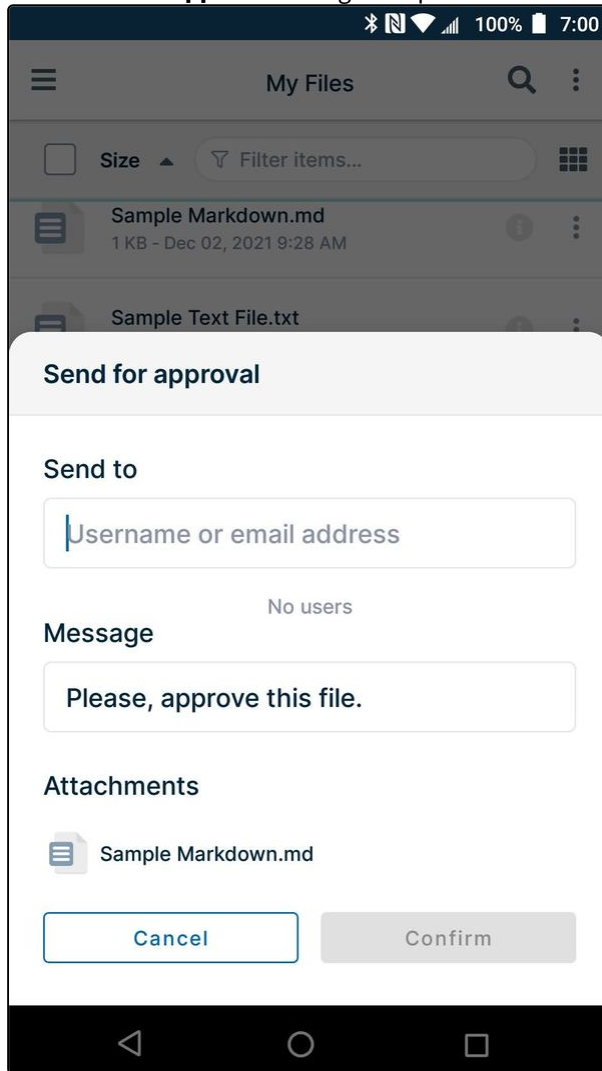 100% 7:00
My Files
Size Filter items...
Sample Markdown.md
1 KB - Dec 02, 2021 9:28 AM
Sample Text File.txt
Send for approval
Send to
Username or email address
No users
Message
Please, approve this file.
Attachments
Sample Markdown.md
Cancel Confirm